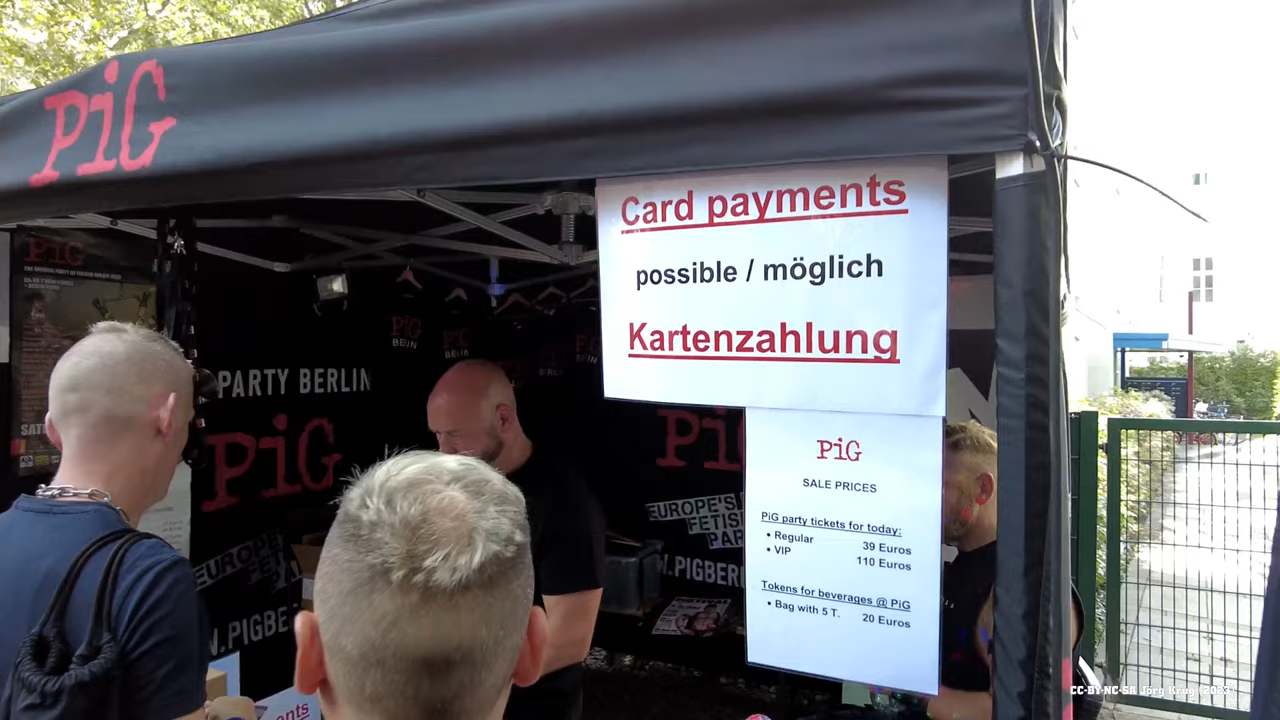 PiG
Card payments
possible / möglich
Kartenzahlung
PiG
SALE PRICES
PiG party tickets for today:
• Regular 39 Euros
• VIP 110 Euros
Tokens for beverages @ PiG
• Bag with 5 T. 20 Euros
PiG
PiG
PARTY BERLIN
PiG
EUROPE'S
FETISH
CC-BY-NC-SA Jörg Krug (2023)